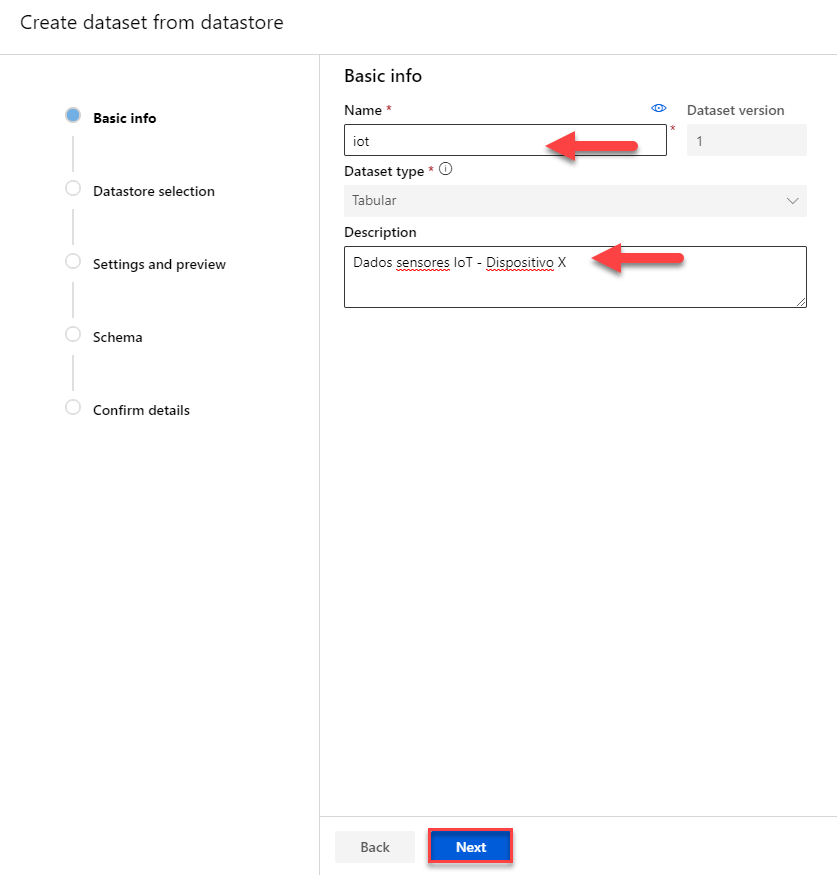 Create dataset from datastore
Basic info
Datastore selection
Settings and preview
Schema
Confirm details
Basic info
Name *
Dataset version
iot
*
1
Dataset type *
Tabular
Description
Dados sensores IoT - Dispositivo X
Back
Next